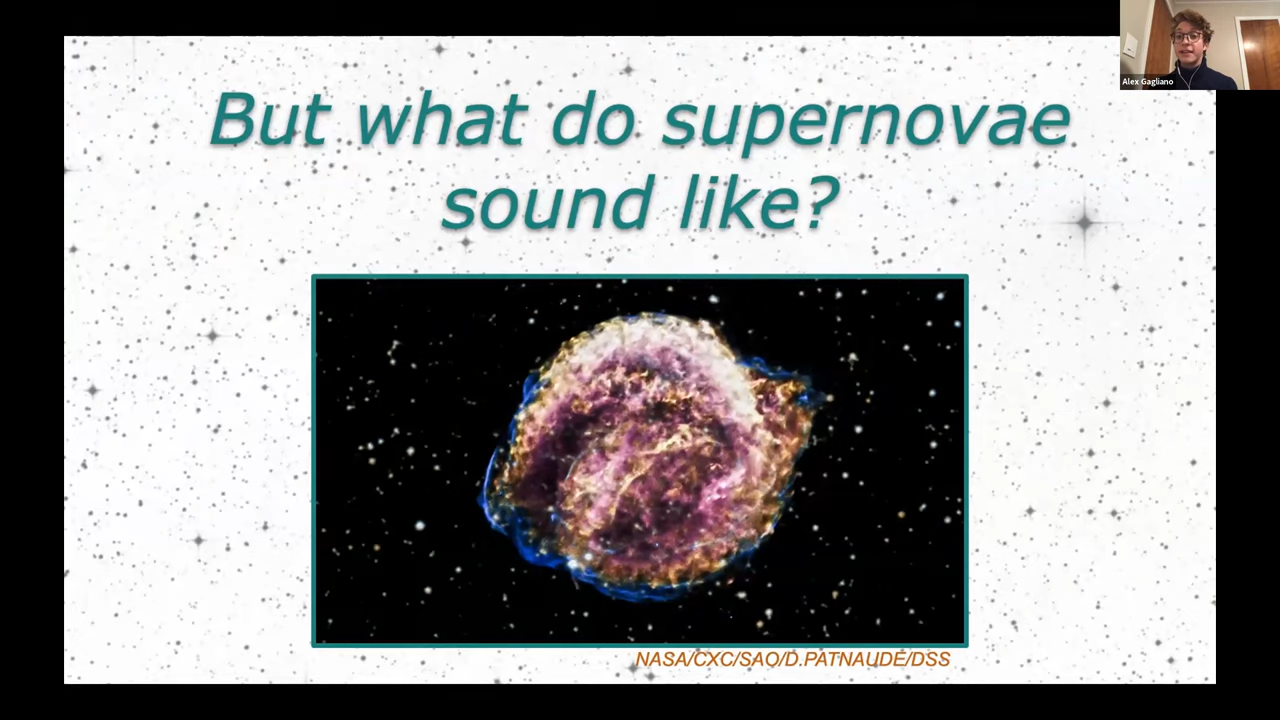 Alex Gagliano
But what do supernovae
sound like?
NASA/CXC/SAO/D.PATNAUDE/DSS